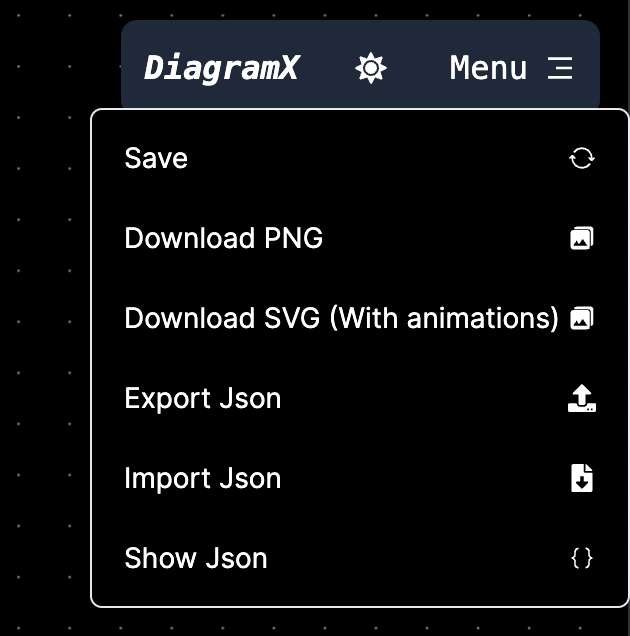 DiagramX
Menu
Save
Download PNG
Download SVG (With animations)
Export Json
Import Json
Show Json